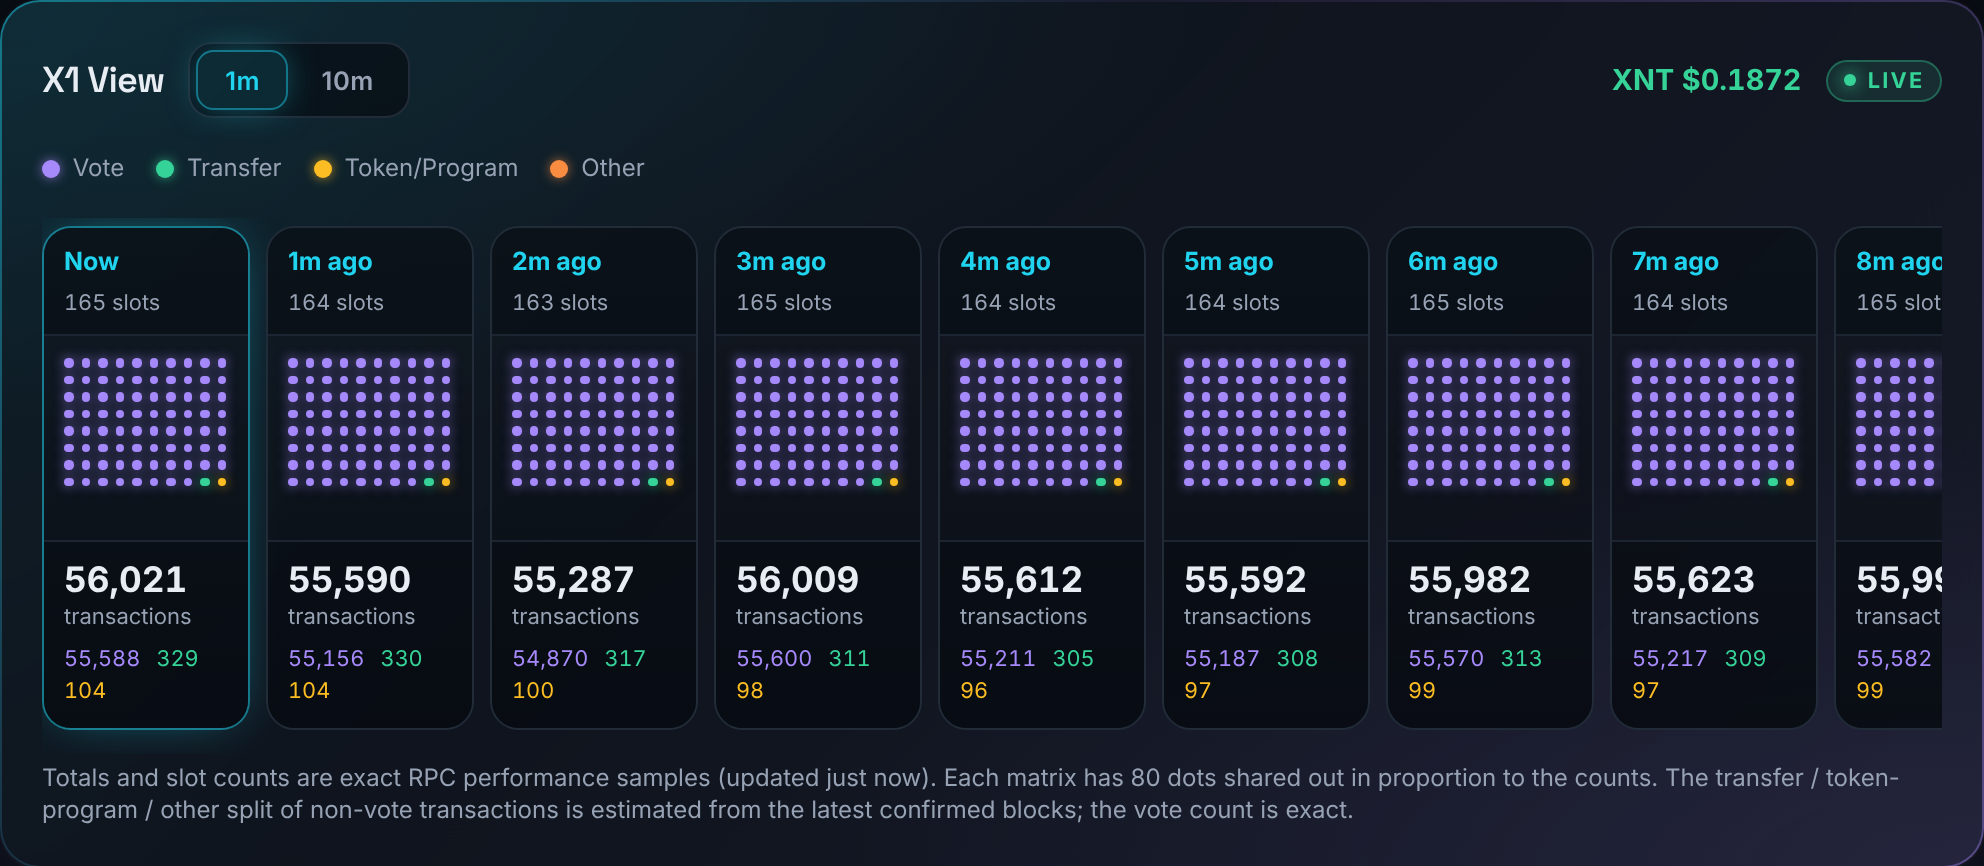 X1 View 1m 10m XNT $0.1872 LIVE
Vote Transfer Token/Program Other
Now 1m ago 2m ago 3m ago 4m ago 5m ago 6m ago 7m ago 8m ago
165 slots 164 slots 163 slots 165 slots 164 slots 164 slots 165 slots 164 slots 165 slot
56,021 55,590 55,287 56,009 55,612 55,592 55,982 55,623 55,99
transactions transactions transactions transactions transactions transactions transactions transactions transact
55,588 329 55,156 330 54,870 317 55,600 311 55,211 305 55,187 308 55,570 313 55,217 309 55,582
104 104 100 98 96 97 99 97 99
Totals and slot counts are exact RPC performance samples (updated just now). Each matrix has 80 dots shared out in proportion to the counts. The transfer / token-
program / other split of non-vote transactions is estimated from the latest confirmed blocks; the vote count is exact.